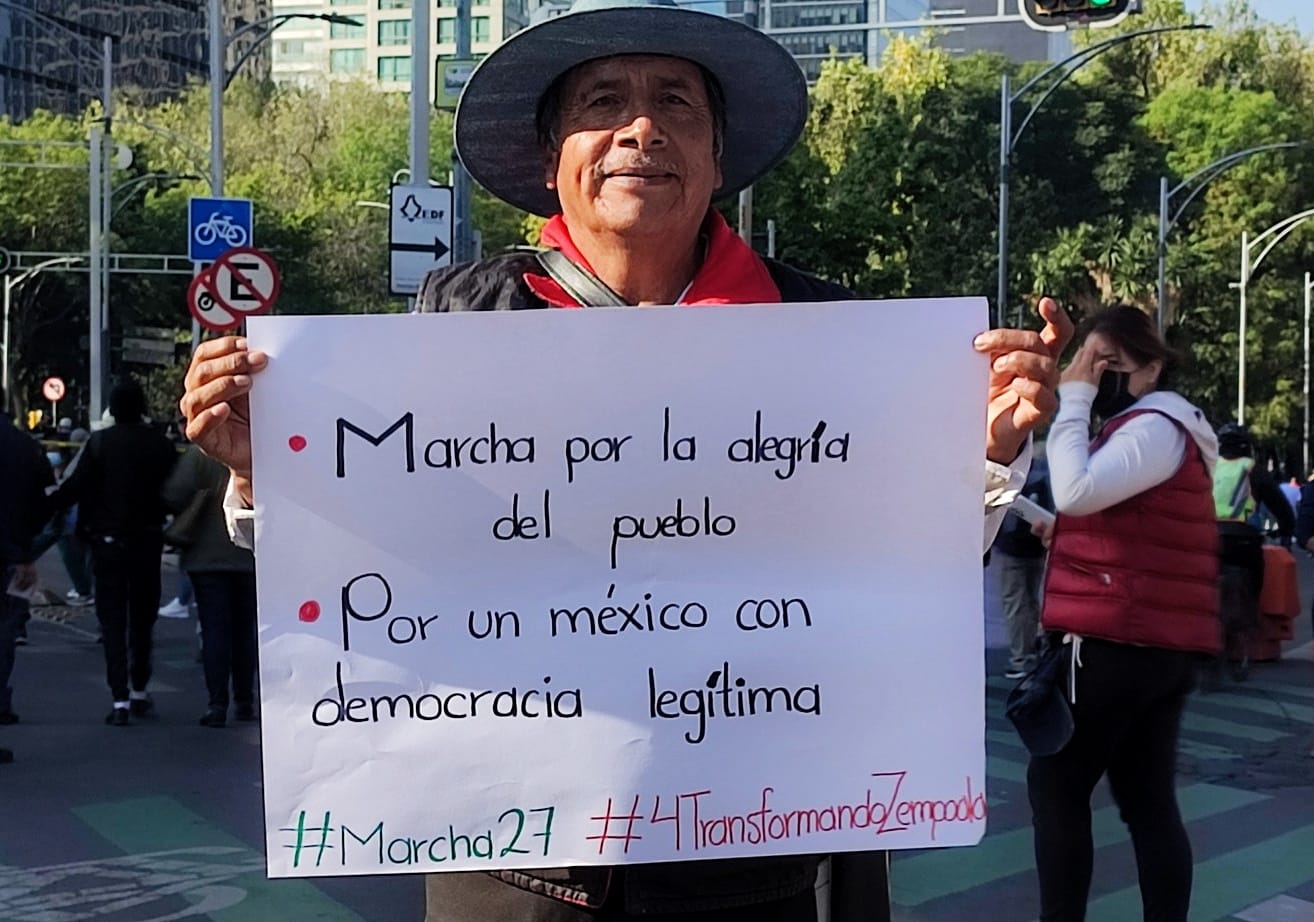 EDF
E
• Marcha por la alegría
del pueblo
• Por un méxico con
democracia legítima
#Marcha27 #4TransformandoZempoala